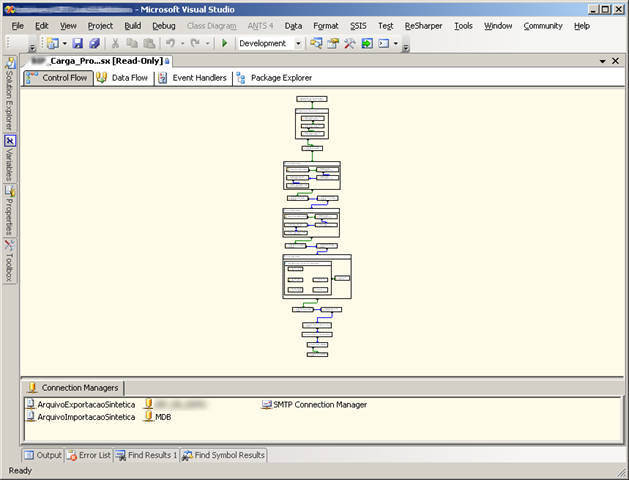 - Microsoft Visual Studio
File Edit View Project Build Debug Class Diagram ANTS 4 Data Format SSIS Test ReSharper Tools Window Community Help
Development
_Carga_Pro...sx [Read-Only]
Control Flow Data Flow Event Handlers Package Explorer
Solution Explorer
Variables
Properties
Toolbox
Connection Managers
ArquivoExportacaoSintetica SMTP Connection Manager
ArquivoImportacaoSintetica MDB
Output Error List Find Results 1 Find Symbol Results
Ready